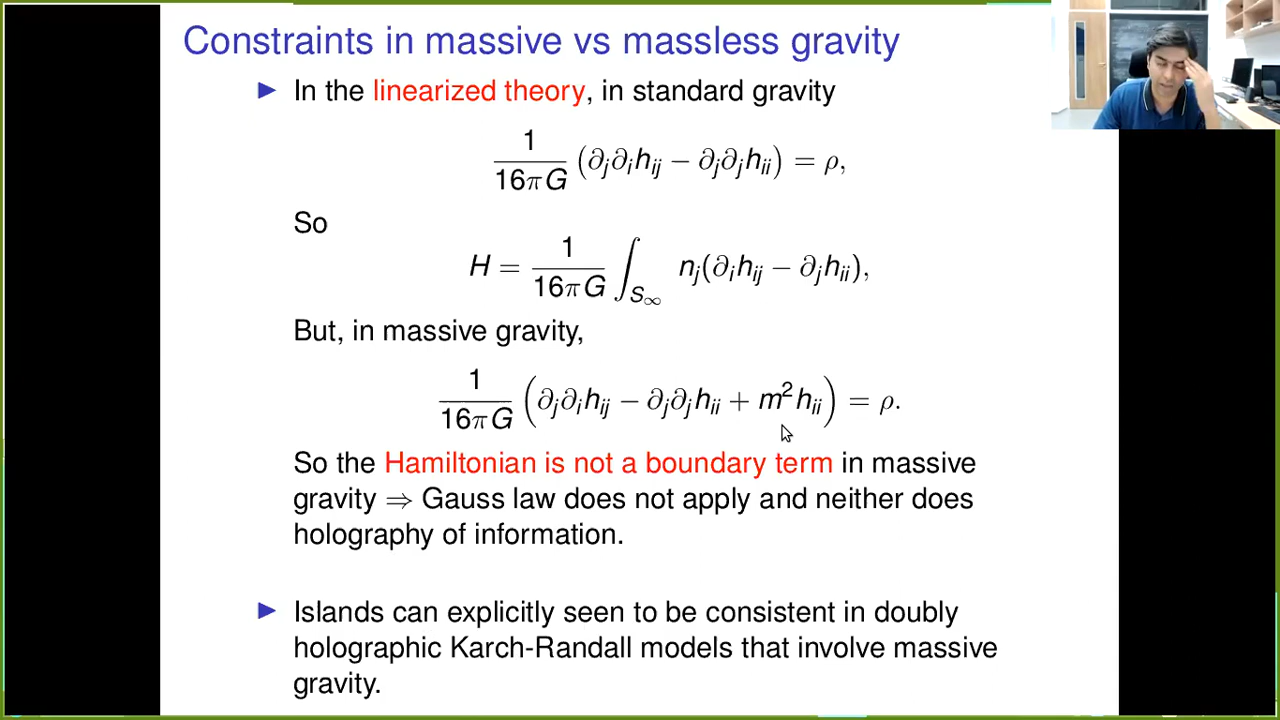 Constraints in massive vs massless gravity
▶ In the linearized theory, in standard gravity
1/16πG (∂j∂ihij − ∂j∂jhii) = ρ,
So
H = 1/16πG ∫S∞ nj(∂ihij − ∂jhii),
But, in massive gravity,
1/16πG (∂j∂ihij − ∂j∂jhii + m²hii) = ρ.
So the Hamiltonian is not a boundary term in massive
gravity ⇒ Gauss law does not apply and neither does
holography of information.
▶ Islands can explicitly seen to be consistent in doubly
holographic Karch-Randall models that involve massive
gravity.